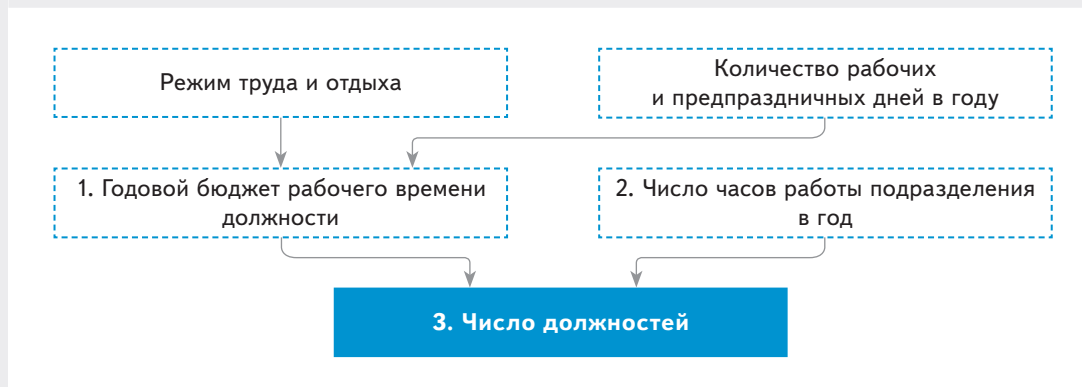 Режим труда и отдыха
Количество рабочих
и предпраздничных дней в году
1. Годовой бюджет рабочего времени
должности
2. Число часов работы подразделения
в год
3. Число должностей